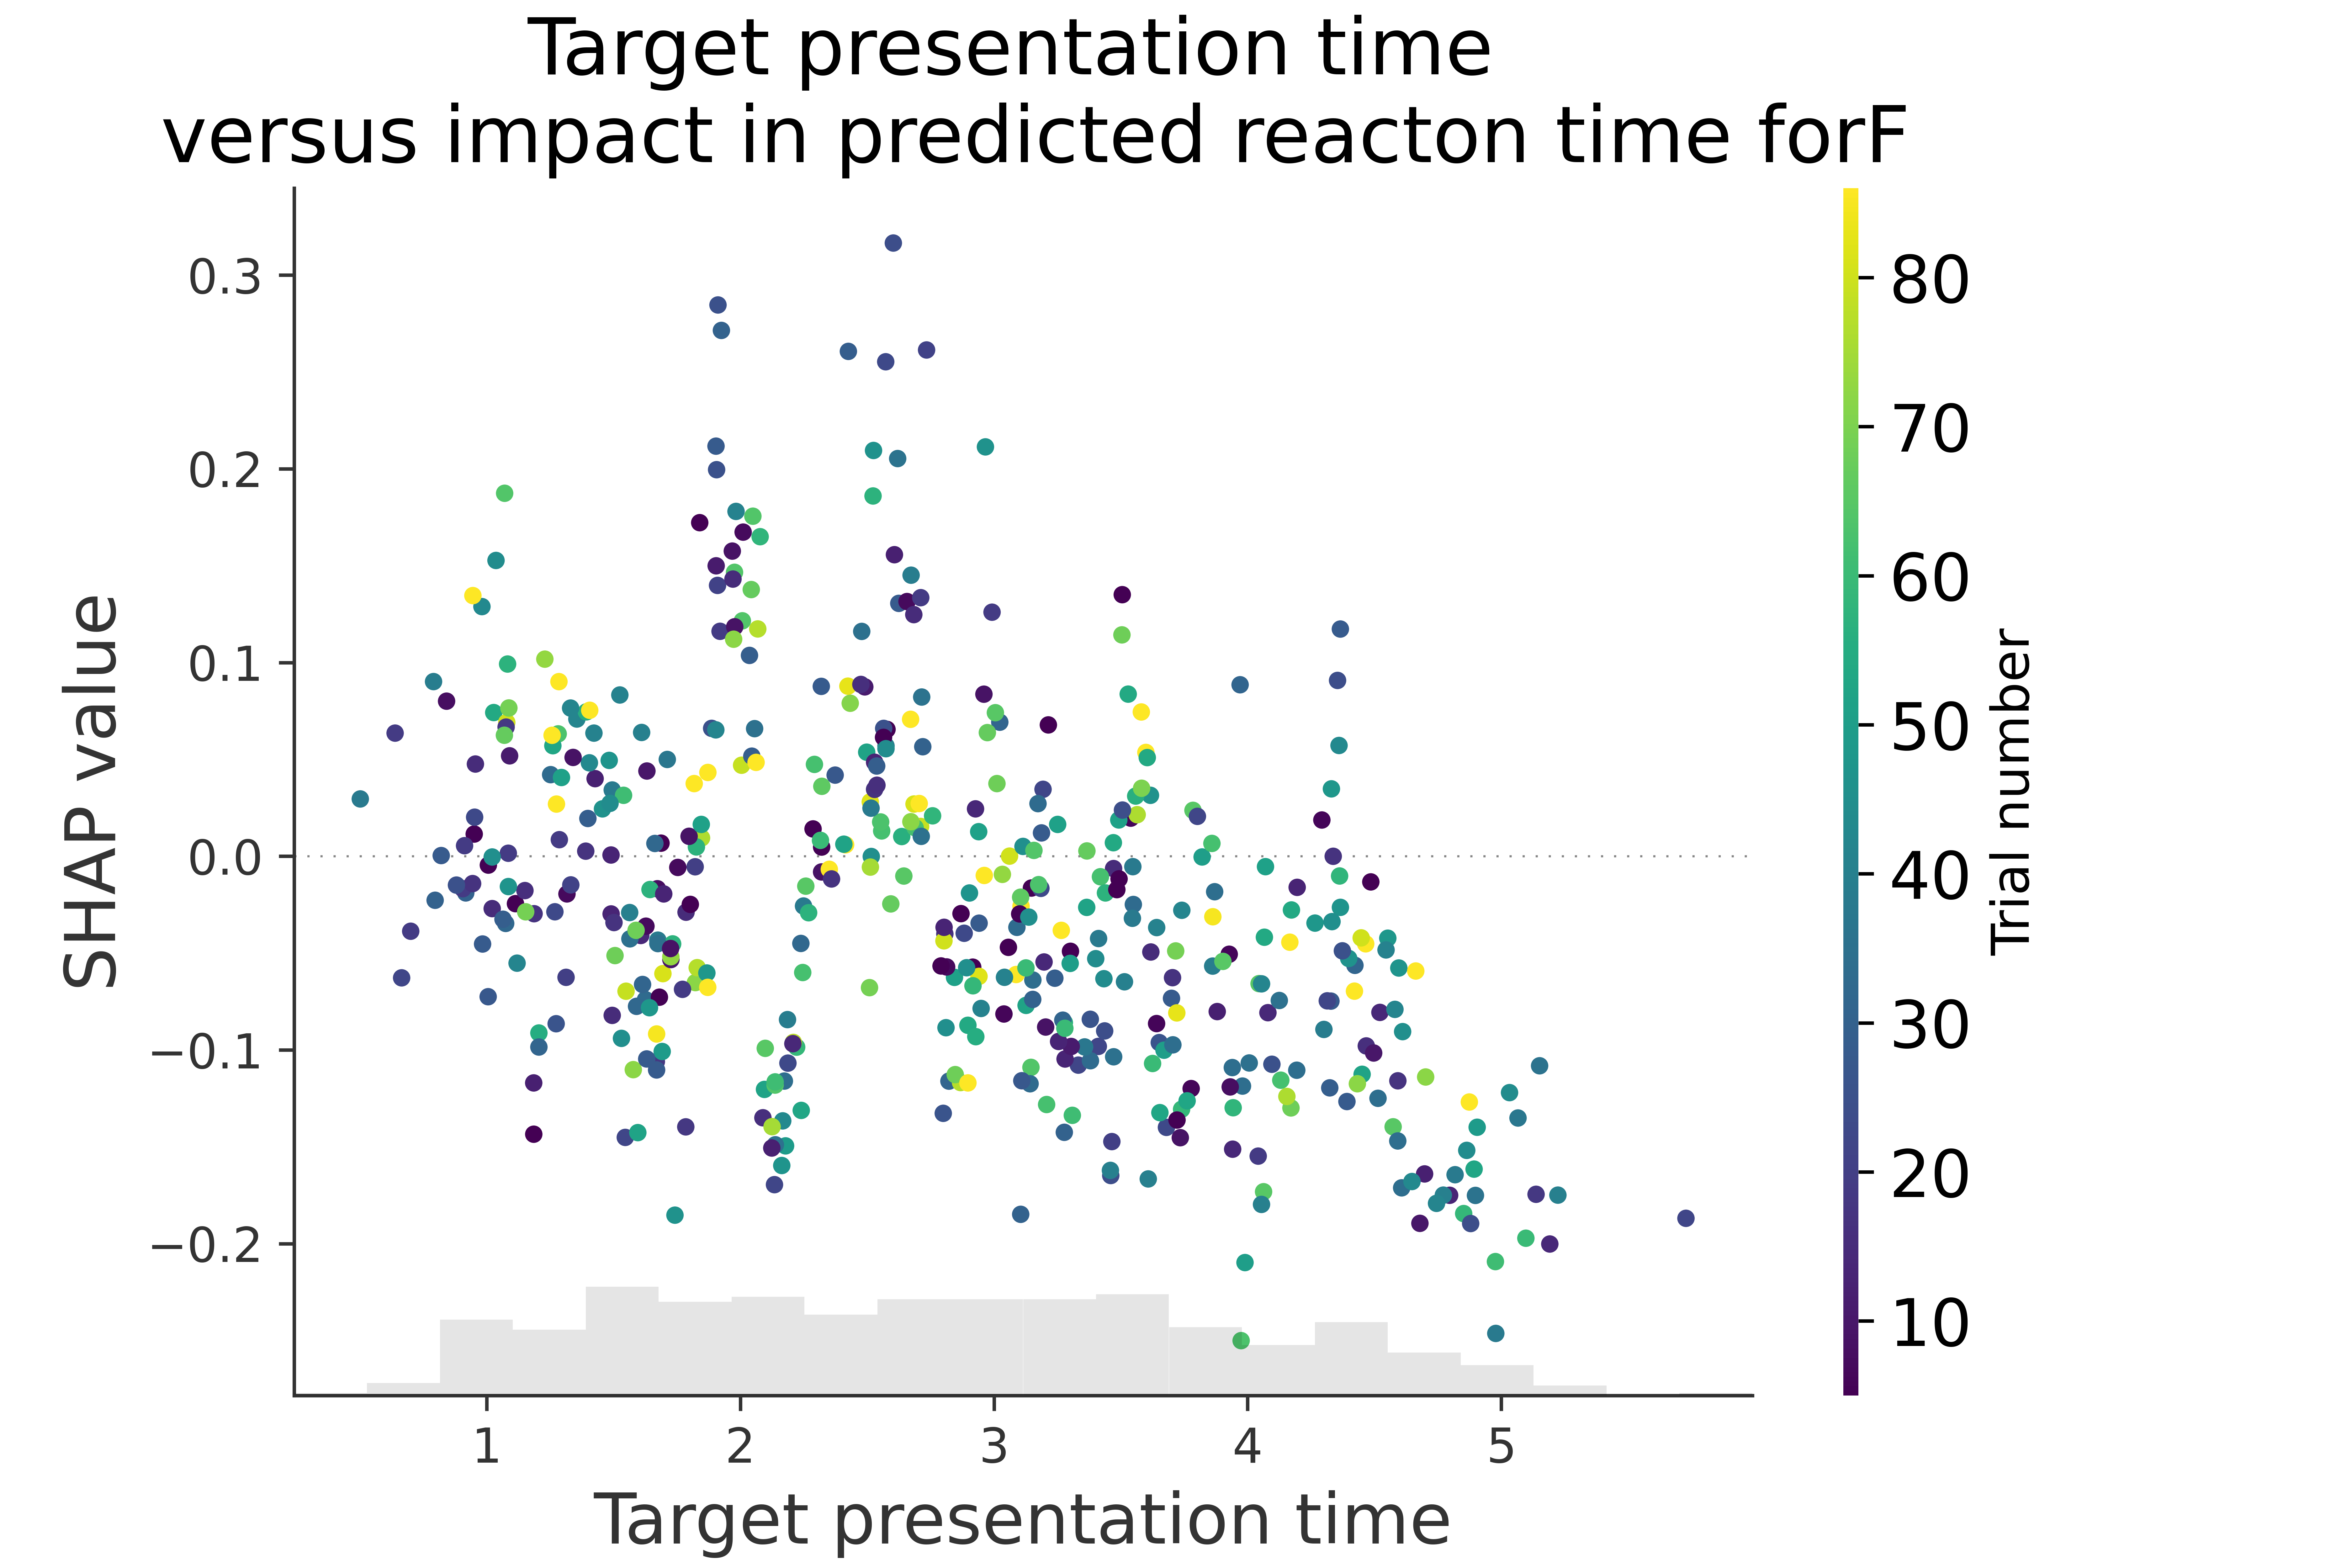 Target presentation time
versus impact in predicted reacton time forF
0.3
0.2
0.1
0.0
−0.1
−0.2
SHAP value
1 2 3 4 5
Target presentation time
80
70
60
50
40
30
20
10
Trial number